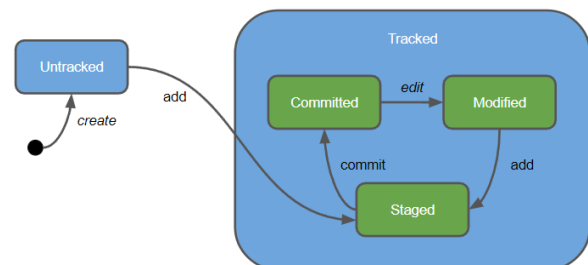 Tracked
Untracked
Committed
edit
Modified
add
create
commit
add
Staged